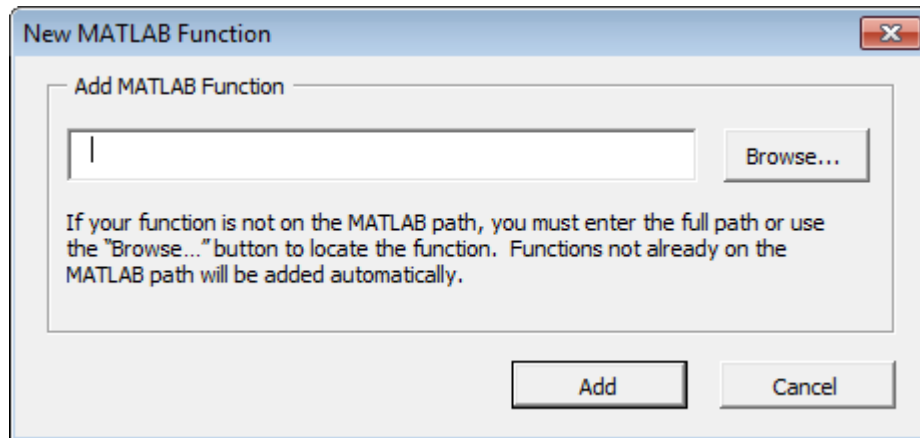 New MATLAB Function
Add MATLAB Function
Browse...
If your function is not on the MATLAB path, you must enter the full path or use
the "Browse..." button to locate the function.  Functions not already on the
MATLAB path will be added automatically.
Add
Cancel